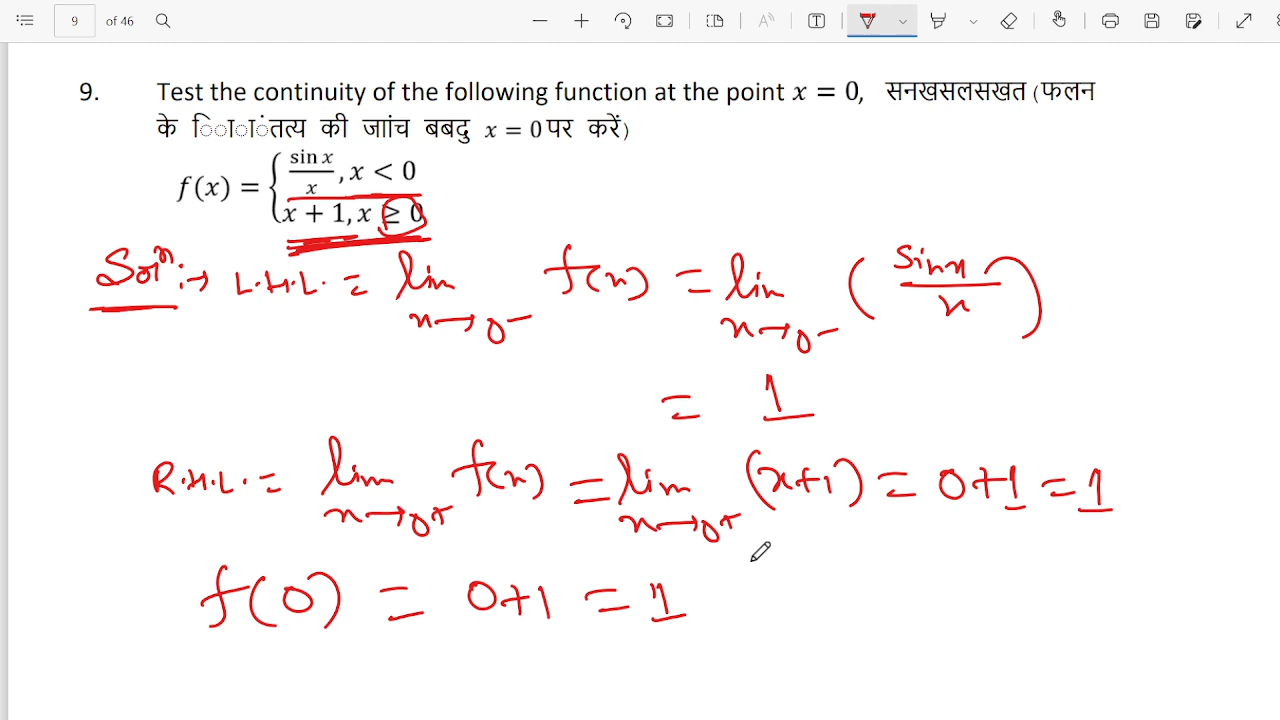 9 of 46
9. Test the continuity of the following function at the point x = 0, सनखसलसखत (फलन
के िािंतत्य की जाांच बबदु x = 0 पर करें)
f(x) = { sin x / x , x < 0
x + 1, x ≥ 0
Solⁿ :→ L.H.L. = lim x→0⁻ f(x) = lim x→0⁻ (sin x / x)
= 1
R.H.L. = lim x→0⁺ f(x) = lim x→0⁺ (x+1) = 0+1 = 1
f(0) = 0+1 = 1